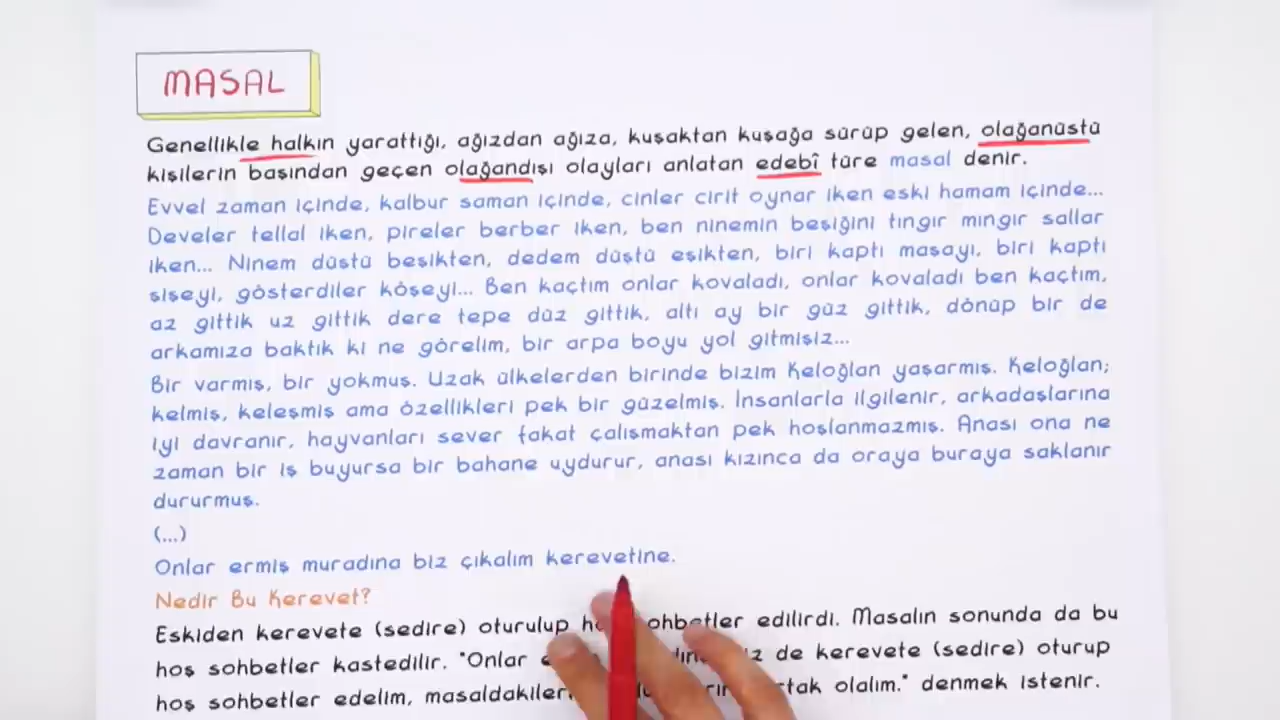 MASAL
Genellikle halkın yarattığı, ağızdan ağıza, kuşaktan kuşağa sürüp gelen, olağanüstü
kişilerin başından geçen olağandışı olayları anlatan edebî türe masal denir.
Evvel zaman içinde, kalbur saman içinde, cinler cirit oynar iken eski hamam içinde...
Develer tellal iken, pireler berber iken, ben ninemin beşiğini tıngır mıngır sallar
iken... Ninem düştü beşikten, dedem düştü eşikten, biri kaptı maşayı, biri kaptı
şişeyi, gösterdiler köşeyi... Ben kaçtım onlar kovaladı, onlar kovaladı ben kaçtım,
az gittik uz gittik dere tepe düz gittik, altı ay bir güz gittik, dönüp bir de
arkamıza baktık ki ne görelim, bir arpa boyu yol gitmişiz...
Bir varmış, bir yokmuş. Uzak ülkelerden birinde bizim Keloğlan yaşarmış. Keloğlan;
kelmiş, keleşmiş ama özellikleri pek bir güzelmiş. İnsanlarla ilgilenir, arkadaşlarına
iyi davranır, hayvanları sever fakat çalışmaktan pek hoşlanmazmış. Anası ona ne
zaman bir iş buyursa bir bahane uydurur, anası kızınca da oraya buraya saklanır
dururmuş.
(...)
Onlar ermiş muradına biz çıkalım kerevetine.
Nedir Bu Kerevet?
Eskiden kerevete (sedire) oturulup sohbetler edilirdi. Masalın sonunda da bu
hoş sohbetler kastedilir. "Onlar de kerevete (sedire) oturup
hoş sohbetler edelim, olalım." denmek istenir.